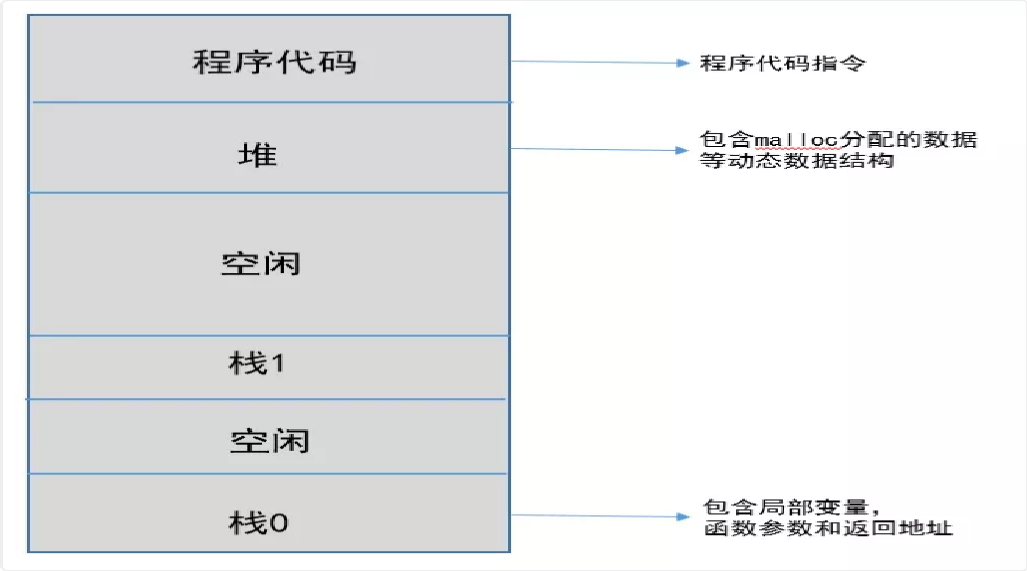 程序代码
程序代码指令
堆
包含malloc分配的数据
等动态数据结构
空闲
栈1
空闲
栈0
包含局部变量，
函数参数和返回地址